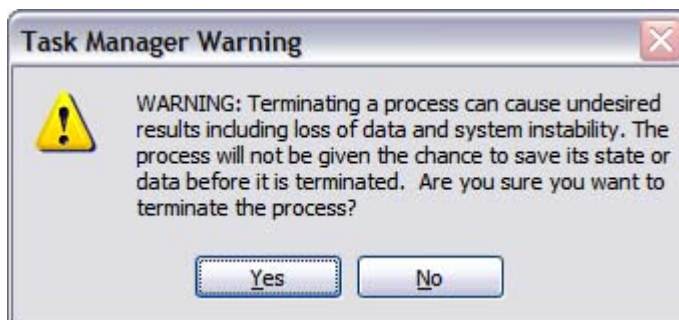 Task Manager Warning
WARNING: Terminating a process can cause undesired
results including loss of data and system instability. The
process will not be given the chance to save its state or
data before it is terminated.  Are you sure you want to
terminate the process?
Yes
No